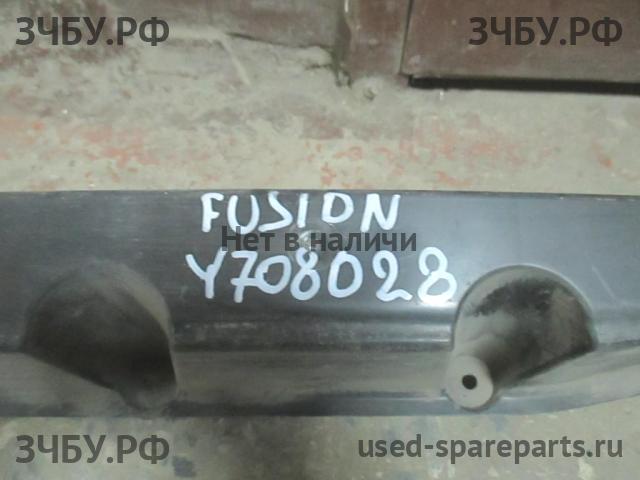 ЗЧБУ.РФ ЗЧБУ.РФ
FUSION
Нет в наличи
Y708028
ЗЧБУ.РФ used-spareparts.ru